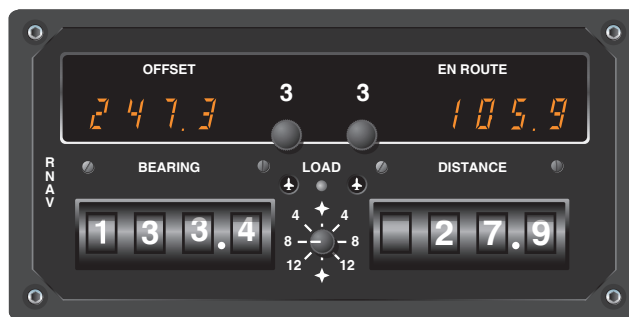 OFFSET EN ROUTE
3 3
247.3 105.9
RNAV
BEARING LOAD DISTANCE
133.4 27.9
4 4
8 8
12 12